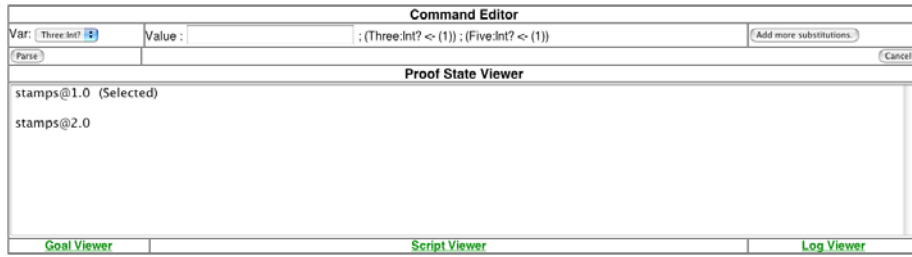 Command Editor
Var: Three:Int? Value : ; (Three:Int? <- (1)) ; (Five:Int? <- (1)) Add more substitutions.
Parse Cancel
Proof State Viewer
stamps@1.0 (Selected)
stamps@2.0
Goal Viewer Script Viewer Log Viewer